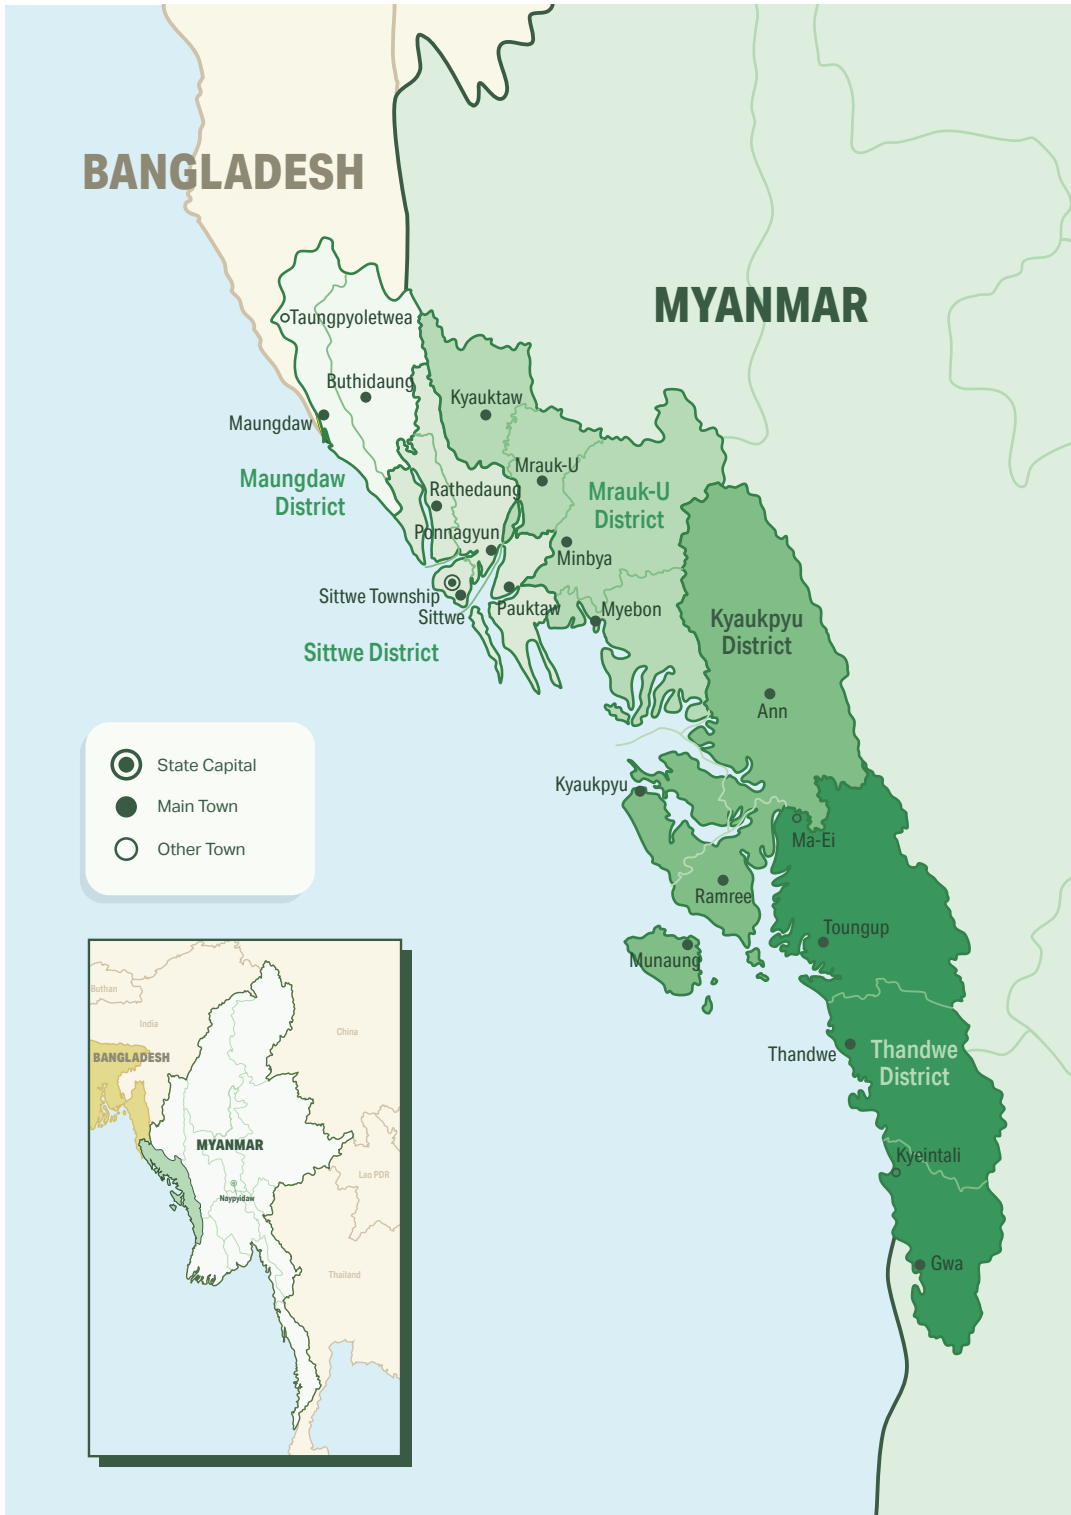 BANGLADESH
MYANMAR
Taungpyoletwea
Buthidaung
Kyauktaw
Maungdaw
Mrauk-U
Maungdaw
District
Rathedaung
Mrauk-U
District
Ponnagyun
Minbya
Sittwe Township
Sittwe
Pauktaw
Myebon
Kyaukpyu
District
Sittwe District
Ann
State Capital
Main Town
Other Town
Kyaukpyu
Ma-Ei
Ramree
Toungup
Munaung
Thandwe
Thandwe
District
Kyeintali
Gwa
Buthan
India
China
BANGLADESH
MYANMAR
Lao PDR
Naypyidaw
Thailand